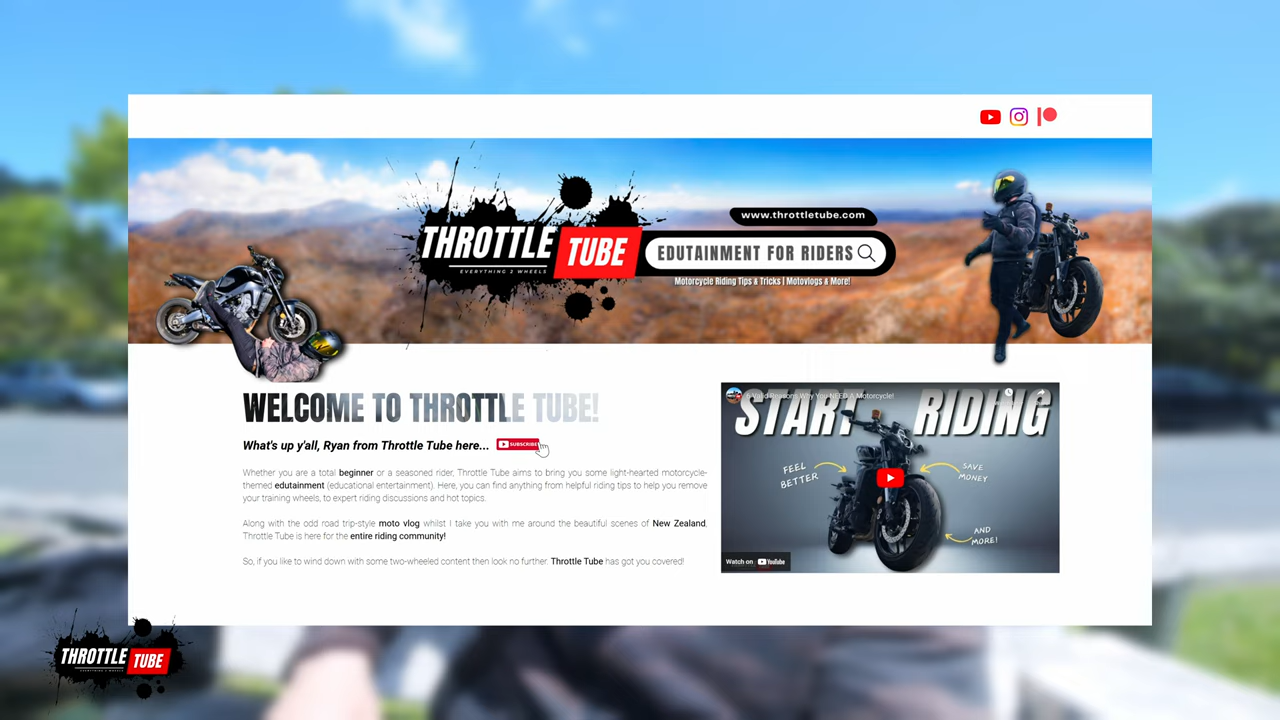 www.throttletube.com
THROTTLE TUBE
EDUTAINMENT FOR RIDERS
EVERYTHING 2 WHEELS
Motorcycle Riding Tips & Tricks | Motovlogs & More!
WELCOME TO THROTTLE TUBE!
What's up y'all, Ryan from Throttle Tube here...
SUBSCRIBE
Whether you are a total beginner or a seasoned rider, Throttle Tube aims to bring you some light-hearted motorcycle-
themed edutainment (educational entertainment). Here, you can find anything from helpful riding tips to help you remove
your training wheels, to expert riding discussions and hot topics.
Along with the odd road trip-style moto vlog whilst I take you with me around the beautiful scenes of New Zealand.
Throttle Tube is here for the entire riding community!
So, if you like to wind down with some two-wheeled content then look no further. Throttle Tube has got you covered!
6 Valid Reasons Why You NEED A Motorcycle!
START RIDING
FEEL
BETTER
SAVE
MONEY
AND
MORE!
Watch on YouTube
THROTTLE TUBE
EVERYTHING 2 WHEELS